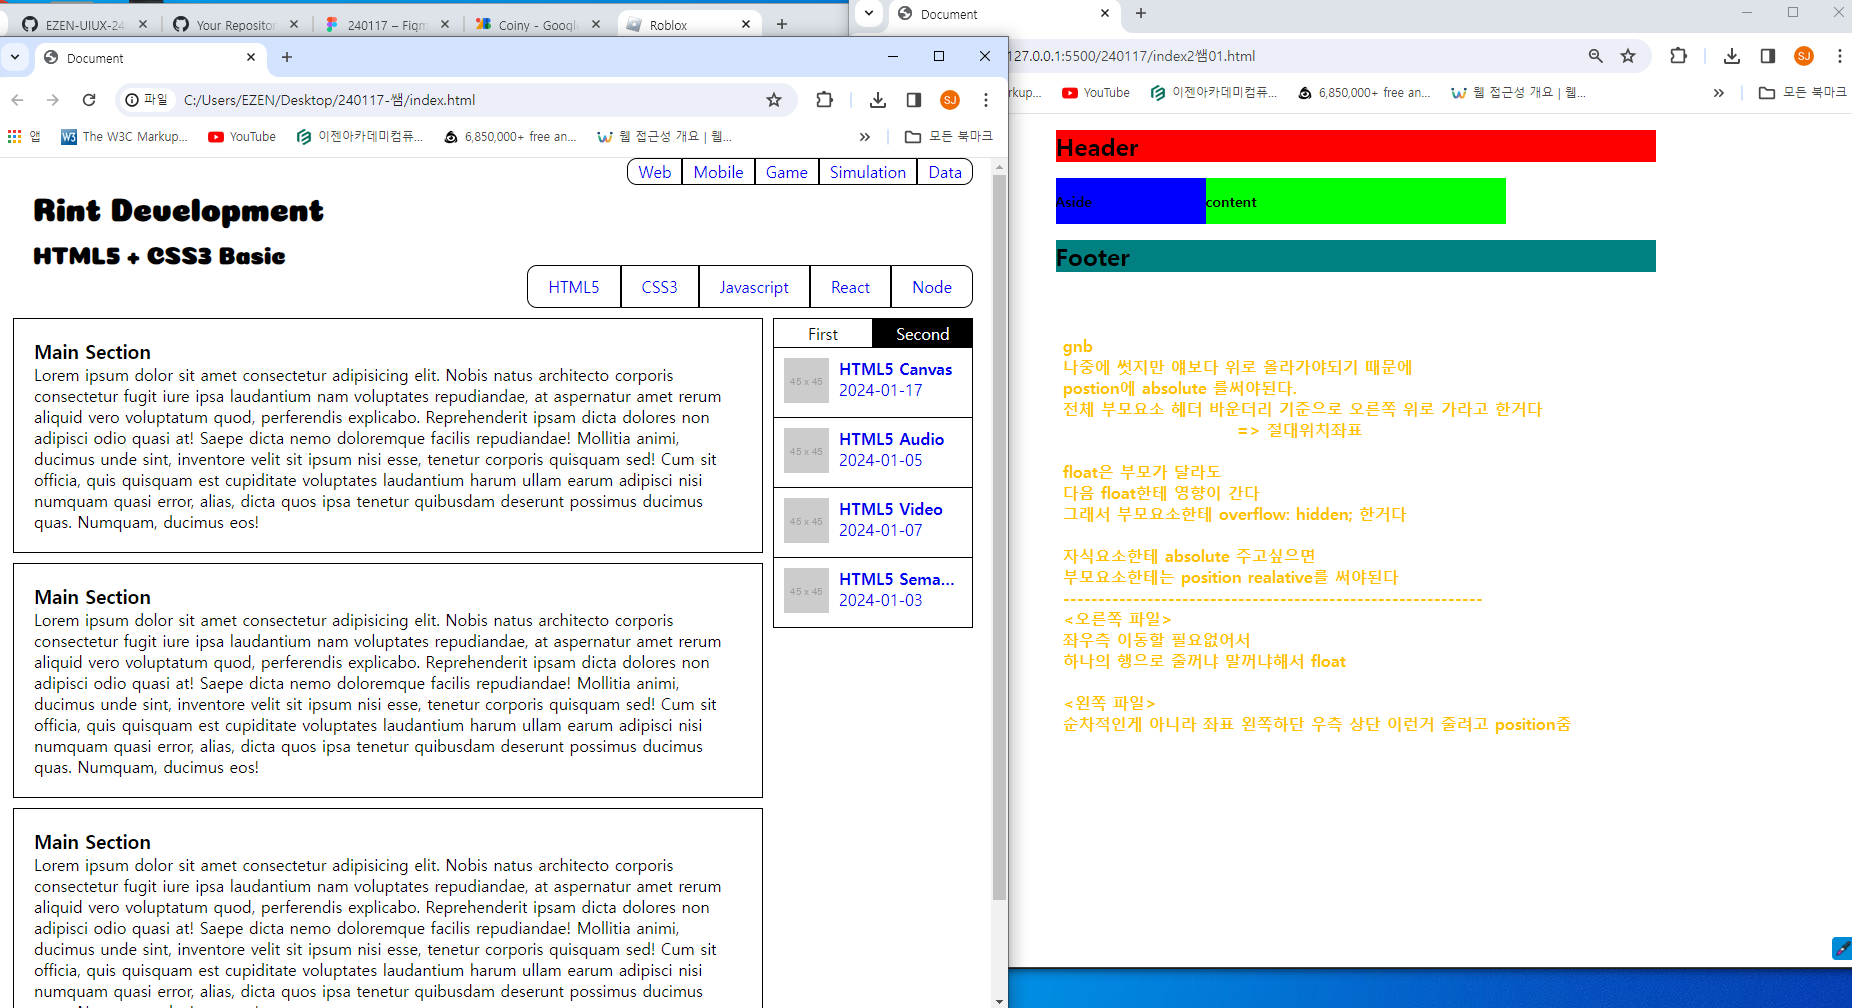 EZEN-UIUX-24
Your Repositor
240117 – Figm
Coiny - Google
Roblox
Document
파일
C:/Users/EZEN/Desktop/240117-쌤/index.html
SJ
앱
The W3C Markup...
YouTube
이젠아카데미컴퓨...
6,850,000+ free an...
웹 접근성 개요 | 웹...
모든 북마크
Web
Mobile
Game
Simulation
Data
Rint Development
HTML5 + CSS3 Basic
HTML5
CSS3
Javascript
React
Node
Main Section
Lorem ipsum dolor sit amet consectetur adipisicing elit. Nobis natus architecto corporis
consectetur fugit iure ipsa laudantium nam voluptates repudiandae, at aspernatur amet rerum
aliquid vero voluptatum quod, perferendis explicabo. Reprehenderit ipsam dicta dolores non
adipisci odio quasi at! Saepe dicta nemo doloremque facilis repudiandae! Mollitia animi,
ducimus unde sint, inventore velit sit ipsum nisi esse, tenetur corporis quisquam sed! Cum sit
officia, quis quisquam est cupiditate voluptates laudantium harum ullam earum adipisci nisi
numquam quasi error, alias, dicta quos ipsa tenetur quibusdam deserunt possimus ducimus
quas. Numquam, ducimus eos!
Main Section
Lorem ipsum dolor sit amet consectetur adipisicing elit. Nobis natus architecto corporis
consectetur fugit iure ipsa laudantium nam voluptates repudiandae, at aspernatur amet rerum
aliquid vero voluptatum quod, perferendis explicabo. Reprehenderit ipsam dicta dolores non
adipisci odio quasi at! Saepe dicta nemo doloremque facilis repudiandae! Mollitia animi,
ducimus unde sint, inventore velit sit ipsum nisi esse, tenetur corporis quisquam sed! Cum sit
officia, quis quisquam est cupiditate voluptates laudantium harum ullam earum adipisci nisi
numquam quasi error, alias, dicta quos ipsa tenetur quibusdam deserunt possimus ducimus
quas. Numquam, ducimus eos!
Main Section
Lorem ipsum dolor sit amet consectetur adipisicing elit. Nobis natus architecto corporis
consectetur fugit iure ipsa laudantium nam voluptates repudiandae, at aspernatur amet rerum
aliquid vero voluptatum quod, perferendis explicabo. Reprehenderit ipsam dicta dolores non
adipisci odio quasi at! Saepe dicta nemo doloremque facilis repudiandae! Mollitia animi,
ducimus unde sint, inventore velit sit ipsum nisi esse, tenetur corporis quisquam sed! Cum sit
officia, quis quisquam est cupiditate voluptates laudantium harum ullam earum adipisci nisi
numquam quasi error, alias, dicta quos ipsa tenetur quibusdam deserunt possimus ducimus
First
Second
45 x 45
HTML5 Canvas
2024-01-17
45 x 45
HTML5 Audio
2024-01-05
45 x 45
HTML5 Video
2024-01-07
45 x 45
HTML5 Sema...
2024-01-03
Document
127.0.0.1:5500/240117/index2쌤01.html
SJ
rkup...
YouTube
이젠아카데미컴퓨...
6,850,000+ free an...
웹 접근성 개요 | 웹...
모든 북마크
Header
Aside
content
Footer
gnb
나중에 썻지만 얘보다 위로 올라가야되기 때문에
postion에 absolute 를써야된다.
전체 부모요소 헤더 바운더리 기준으로 오른쪽 위로 가라고 한거다
=> 절대위치좌표
float은 부모가 달라도
다음 float한테 영향이 간다
그래서 부모요소한테 overflow: hidden; 한거다
자식요소한테 absolute 주고싶으면
부모요소한테는 position realative를 써야된다
------------------------------------------------------------
<오른쪽 파일>
좌우측 이동할 필요없어서
하나의 행으로 줄꺼냐 말꺼냐해서 float
<왼쪽 파일>
순차적인게 아니라 좌표 왼쪽하단 우측 상단 이런거 줄려고 position줌